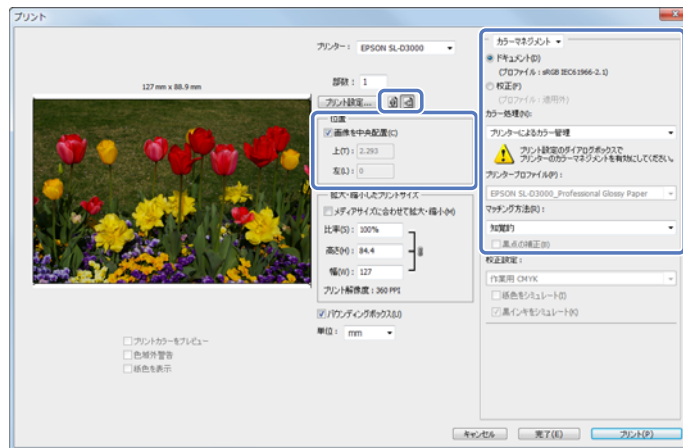 プリント
プリンター： EPSON SL-D3000
部数： 1
プリント設定...
127 mm x 88.9 mm
位置
画像を中央配置(C)
上(T)： 2.293
左(L)： 0
拡大・縮小したプリントサイズ
メディアサイズに合わせて拡大・縮小(M)
比率(S)： 100%
高さ(H)： 84.4
幅(W)： 127
プリント解像度：360 PPI
バウンディングボックス(U)
単位： mm
プリントカラーをプレビュー
色域外警告
紙色を表示
カラーマネジメント
ドキュメント(D)
(プロファイル：sRGB IEC61966-2.1)
校正(F)
(プロファイル：適用外)
カラー処理(N)：
プリンターによるカラー管理
プリント設定のダイアログボックスで
プリンターのカラーマネジメントを有効にしてください。
プリンタープロファイル(P)：
EPSON SL-D3000_Professional Glossy Paper
マッチング方法(R)：
知覚的
黒点の補正(B)
校正設定：
作業用 CMYK
紙色をシミュレート(I)
黒インキをシミュレート(K)
キャンセル
完了(E)
プリント(P)